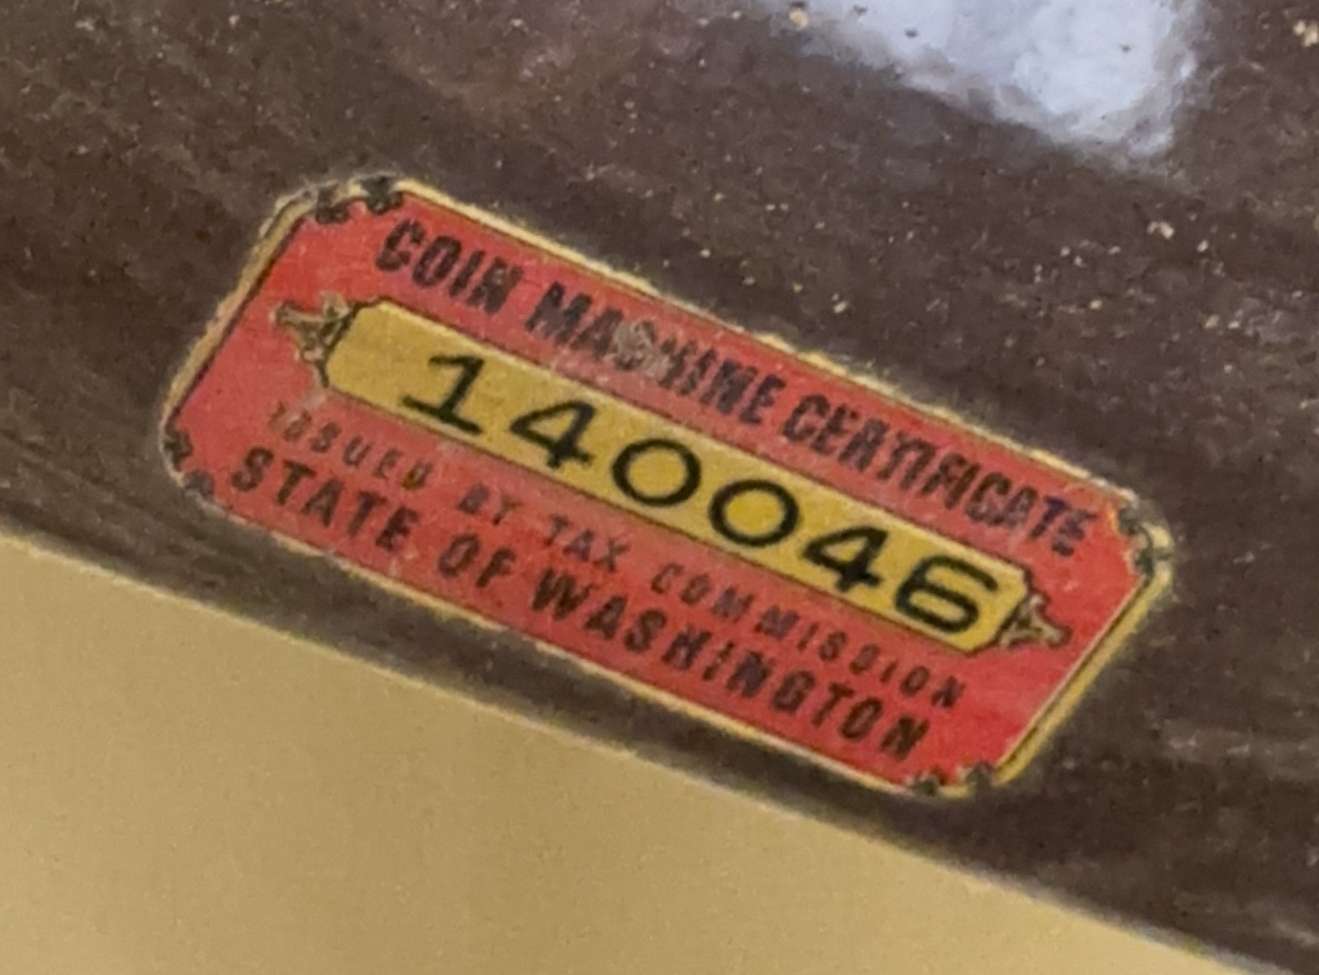 COIN MACHINE CERTIFICATE
140046
ISSUED BY TAX COMMISSION
STATE OF WASHINGTON